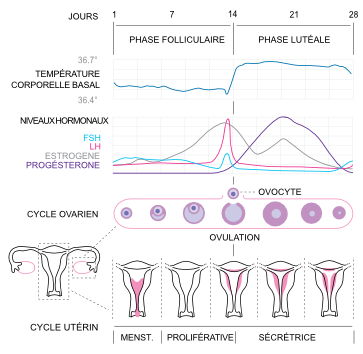 JOURS 1 7 14 21 28
PHASE FOLLICULAIRE PHASE LUTÉALE
36.7°
TEMPÉRATURE
CORPORELLE BASAL
36.4°
NIVEAUX HORMONAUX
FSH
LH
ESTROGENE
PROGÉSTERONE
OVOCYTE
CYCLE OVARIEN
OVULATION
CYCLE UTÉRIN
MENST. PROLIFÉRATIVE SÉCRÉTRICE